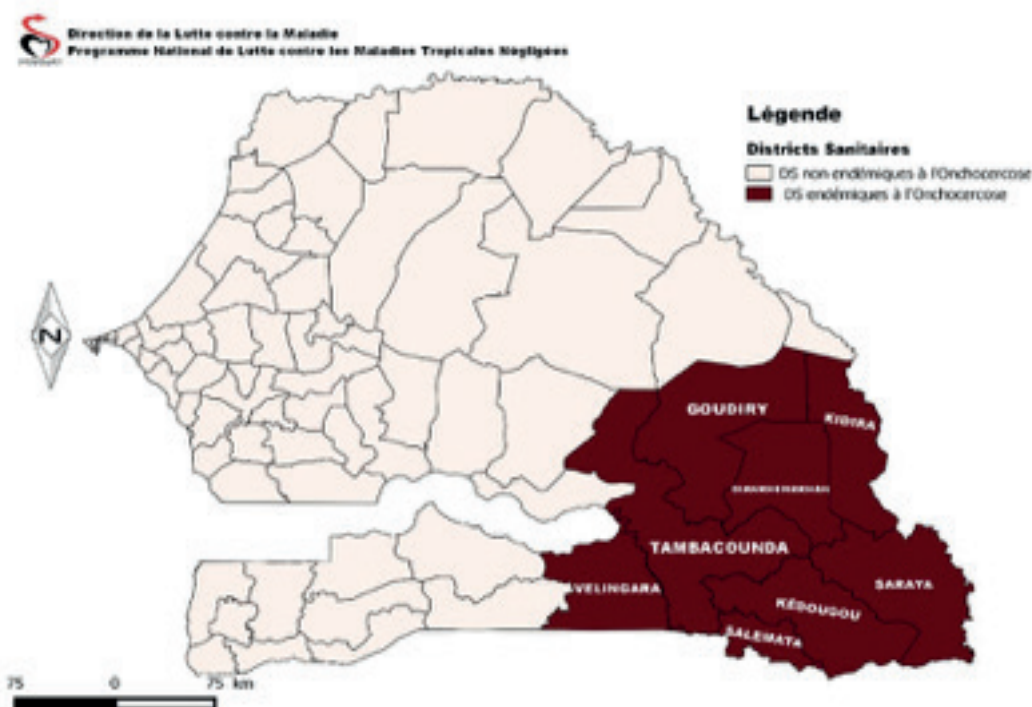 Direction de la Lutte contre la Maladie
Programme National de Lutte contre les Maladies Tropicales Négligées
Légende
Districts Sanitaires
DS non endémiques à l'Onchocercose
DS endémiques à l'Onchocercose
N
GOUDIRY
KIDIRA
TAMBACOUNDA
VELINGARA
SARAYA
KÉDOUGOU
SALEMATA
75 0 75 km